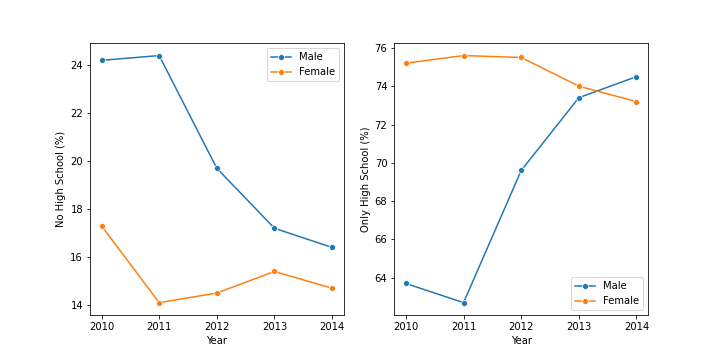 No High School (%)
24
22
20
18
16
14
2010 2011 2012 2013 2014
Year
Male
Female
Only High School (%)
76
74
72
70
68
66
64
2010 2011 2012 2013 2014
Year
Male
Female